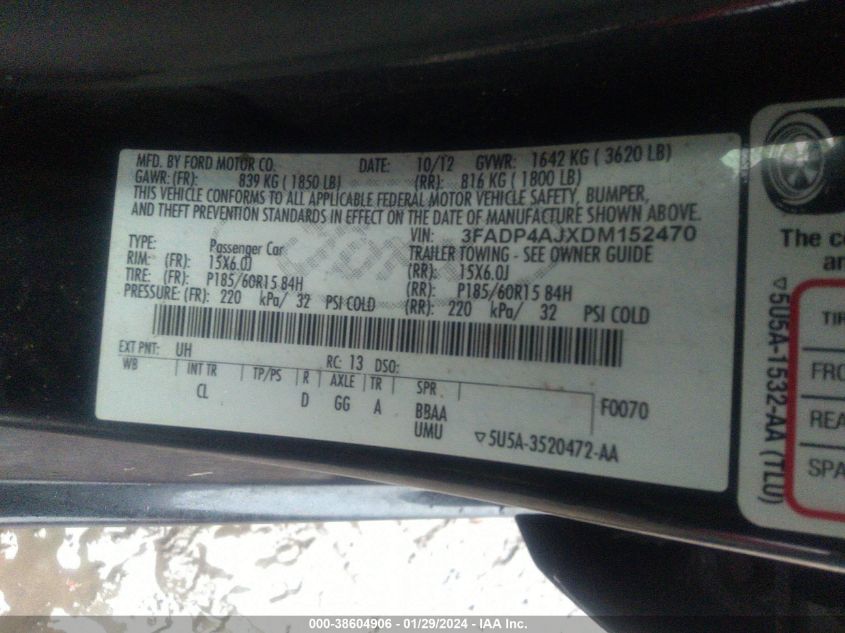 MFD. BY FORD MOTOR CO. DATE: 10/12 GVWR: 1642 KG ( 3620 LB)
GAWR: (FR): 839 KG ( 1850 LB) (RR): 816 KG ( 1800 LB)
THIS VEHICLE CONFORMS TO ALL APPLICABLE FEDERAL MOTOR VEHICLE SAFETY, BUMPER,
AND THEFT PREVENTION STANDARDS IN EFFECT ON THE DATE OF MANUFACTURE SHOWN ABOVE.
VIN: 3FADP4AJXDM152470
TYPE: Passenger Car TRAILER TOWING - SEE OWNER GUIDE
RIM: (FR): 15X6.0J (RR): 15X6.0J
TIRE: (FR): P185/60R15 84H (RR): P185/60R15 84H
PRESSURE: (FR): 220 kPa/ 32 PSI COLD (RR): 220 kPa/ 32 PSI COLD
EXT PNT: UH RC: 13 DSO:
WB INT TR TP/PS R AXLE TR SPR
CL D GG A BBAA F0070
UMU ▽5U5A-3520472-AA
The co
an
▽5U5A-1532-AA (TLU)
TIR
FRO
REA
SPA
000-38604906 - 01/29/2024 - IAA Inc.